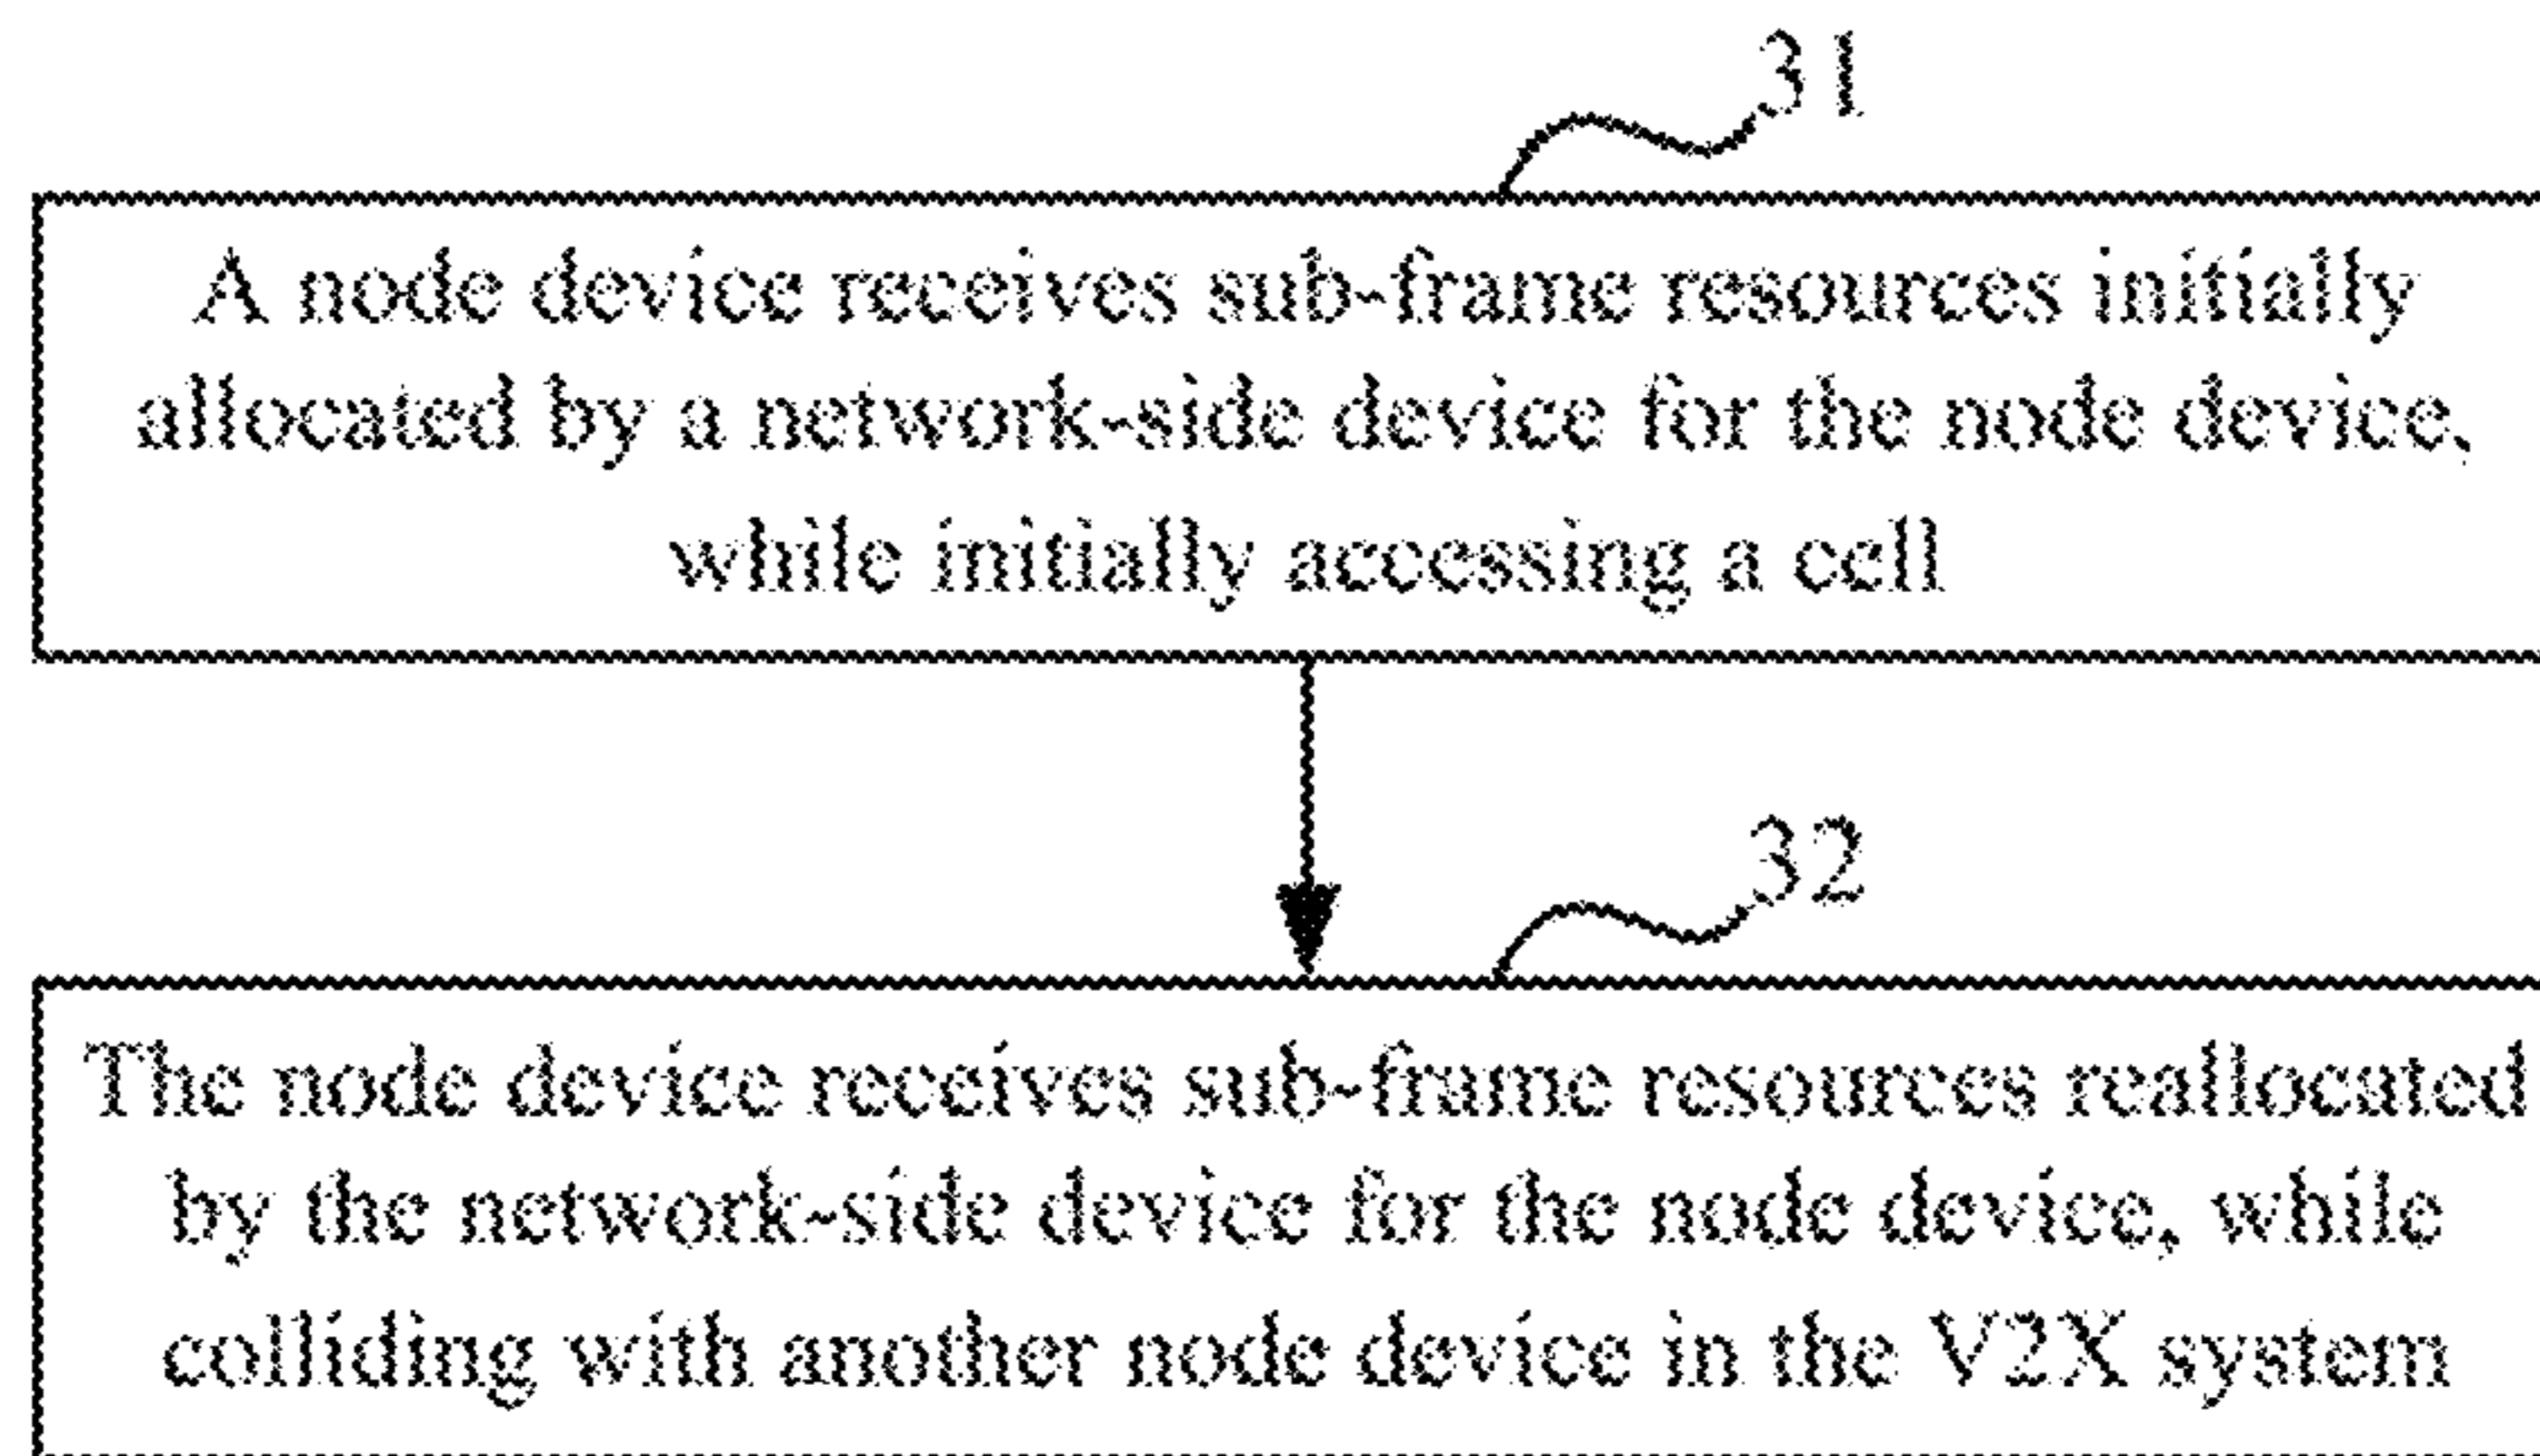 31
A node device receives sub-frame resources initially
allocated by a network-side device for the node device,
while initially accessing a cell
32
The node device receives sub-frame resources reallocated
by the network-side device for the node device, while
colliding with another node device in the V2X system